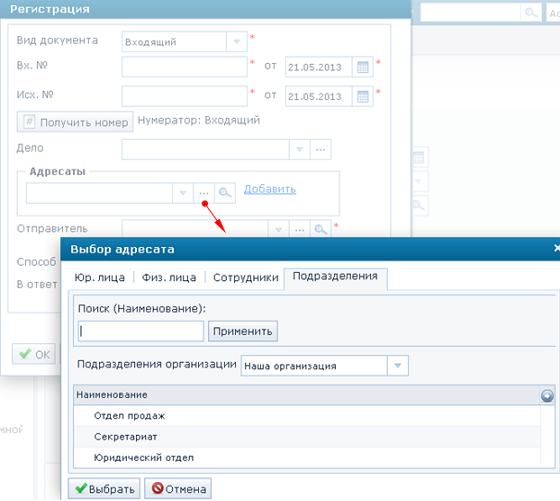 Регистрация
Ac
Вид документа Входящий *
Вх. № * от 21.05.2013 *
Исх. № * от 21.05.2013 *
# Получить номер Нумератор: Входящий
Дело ...
Адресаты
... Добавить
Отправитель ... *
Способ
В ответ
OK
мной
Выбор адресата
Юр. лица Физ. лица Сотрудники Подразделения
Поиск (Наименование):
Применить
Подразделения организации Наша организация
Наименование
Отдел продаж
Секретариат
Юридический отдел
Выбрать Отмена